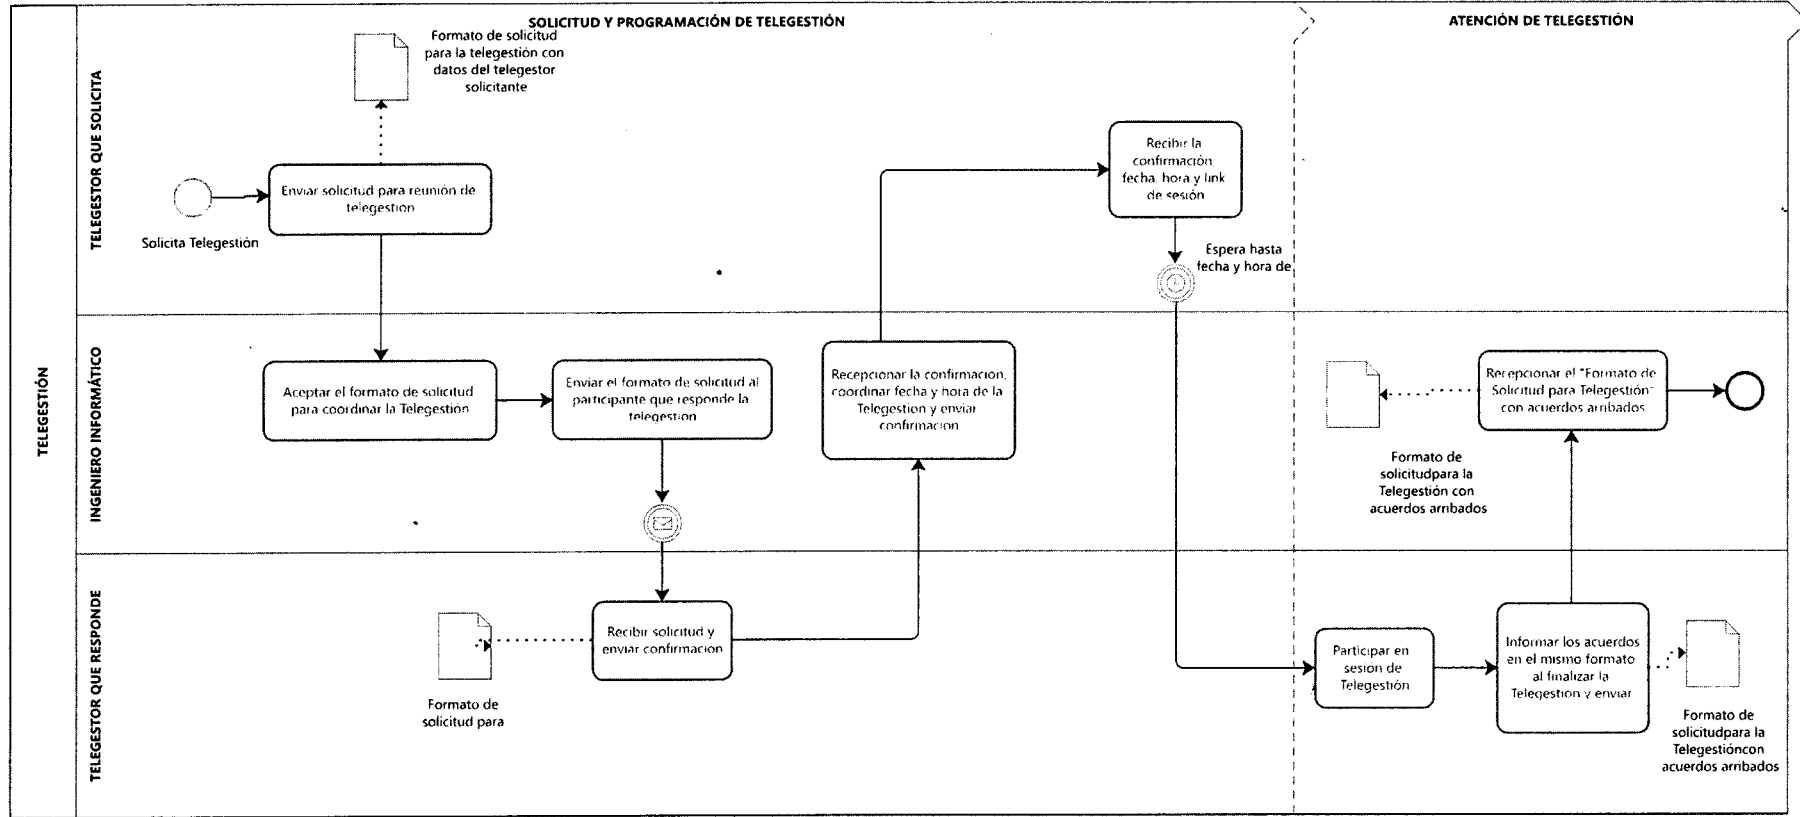 SOLICITUD Y PROGRAMACIÓN DE TELEGESTIÓN
ATENCIÓN DE TELEGESTIÓN
TELEGESTIÓN
TELEGESTOR QUE SOLICITA
Formato de solicitud
para la telegestión con
datos del telegestor
solicitante
Solicita Telegestión
Enviar solicitud para reunión de
telegestion
Recibir la
confirmación
fecha, hora y link
de sesión
Espera hasta
fecha y hora de
INGENIERO INFORMÁTICO
Aceptar el formato de solicitud
para coordinar la Telegestión
Enviar el formato de solicitud al
participante que responde la
telegestion
Recepcionar la confirmacion,
coordinar fecha y hora de la
Telegestion y enviar
confirmacion
Formato de
solicitudpara la
Telegestión con
acuerdos arribados
Recepcionar el "Formato de
Solicitud para Telegestión"
con acuerdos arribados
TELEGESTOR QUE RESPONDE
Formato de
solicitud para
Recibir solicitud y
enviar confirmación
Participar en
sesión de
Telegestión
Informar los acuerdos
en el mismo formato
al finalizar la
Telegestion y enviar
Formato de
solicitudpara la
Telegestióncon
acuerdos arribados